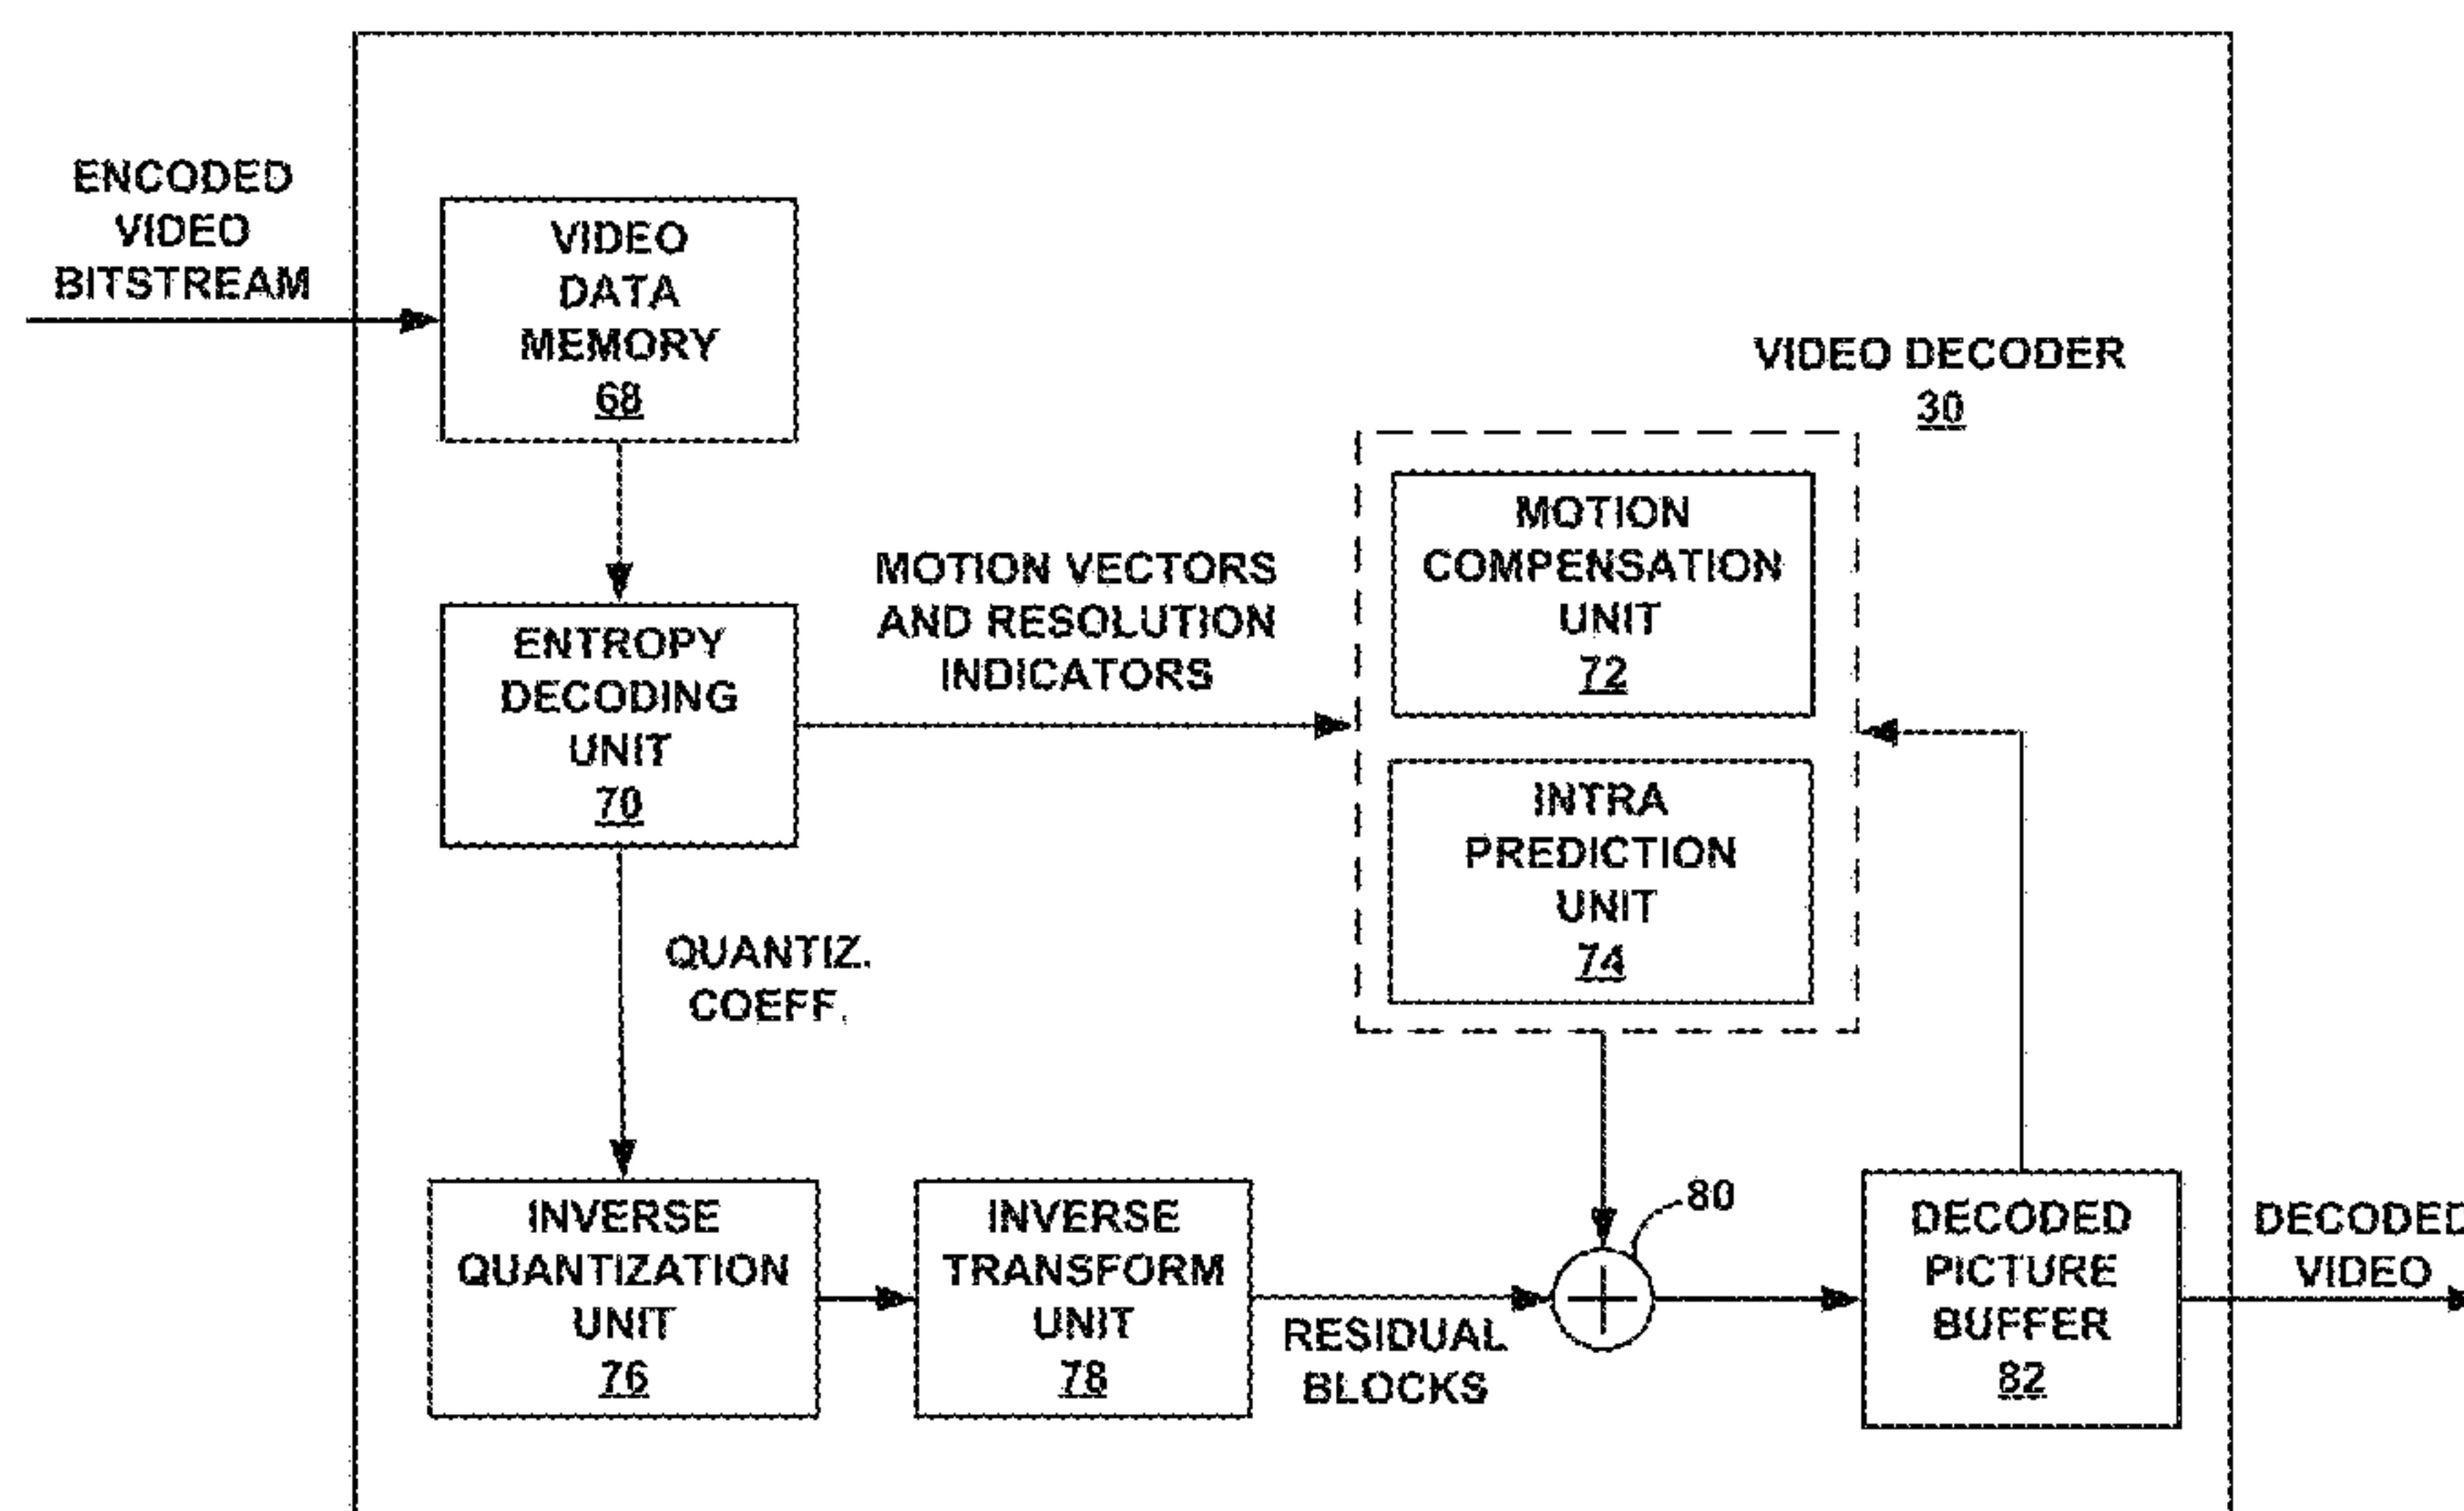 ENCODED
VIDEO
BITSTREAM
VIDEO
DATA
MEMORY
68
VIDEO DECODER
30
MOTION
COMPENSATION
UNIT
72
MOTION VECTORS
AND RESOLUTION
INDICATORS
ENTROPY
DECODING
UNIT
70
INTRA
PREDICTION
UNIT
74
QUANTIZ.
COEFF.
INVERSE
QUANTIZATION
UNIT
76
INVERSE
TRANSFORM
UNIT
78
RESIDUAL
BLOCKS
80
DECODED
PICTURE
BUFFER
82
DECODED
VIDEO